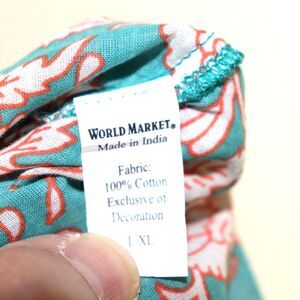 WORLD MARKET®
Made in India
Fabric:
100% Cotton
Exclusive of
Decoration
L XL